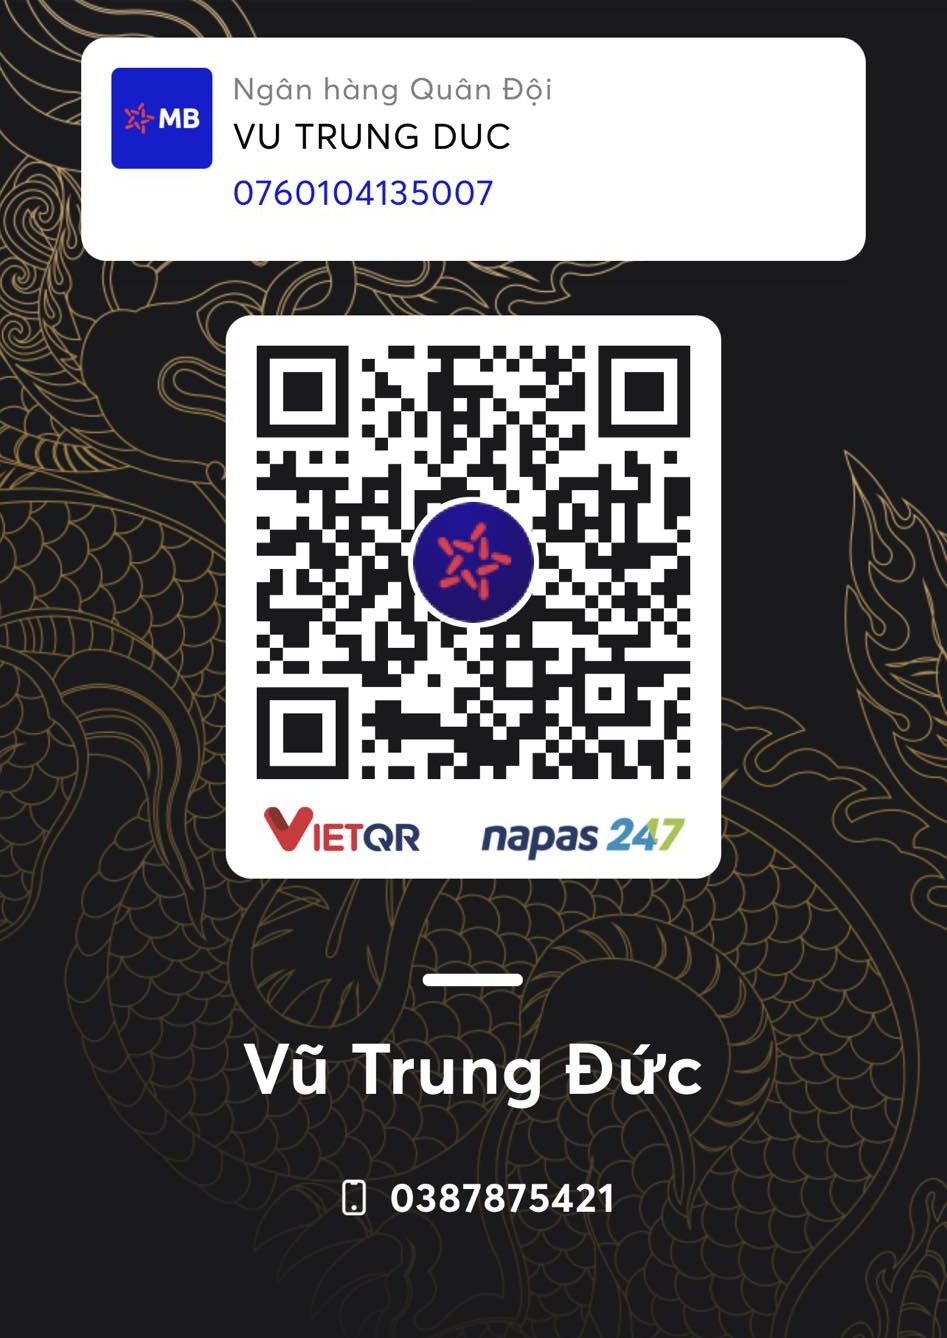 MB
Ngân hàng Quân Đội
VU TRUNG DUC
0760104135007
VIETQR
napas 247
Vũ Trung Đức
0387875421